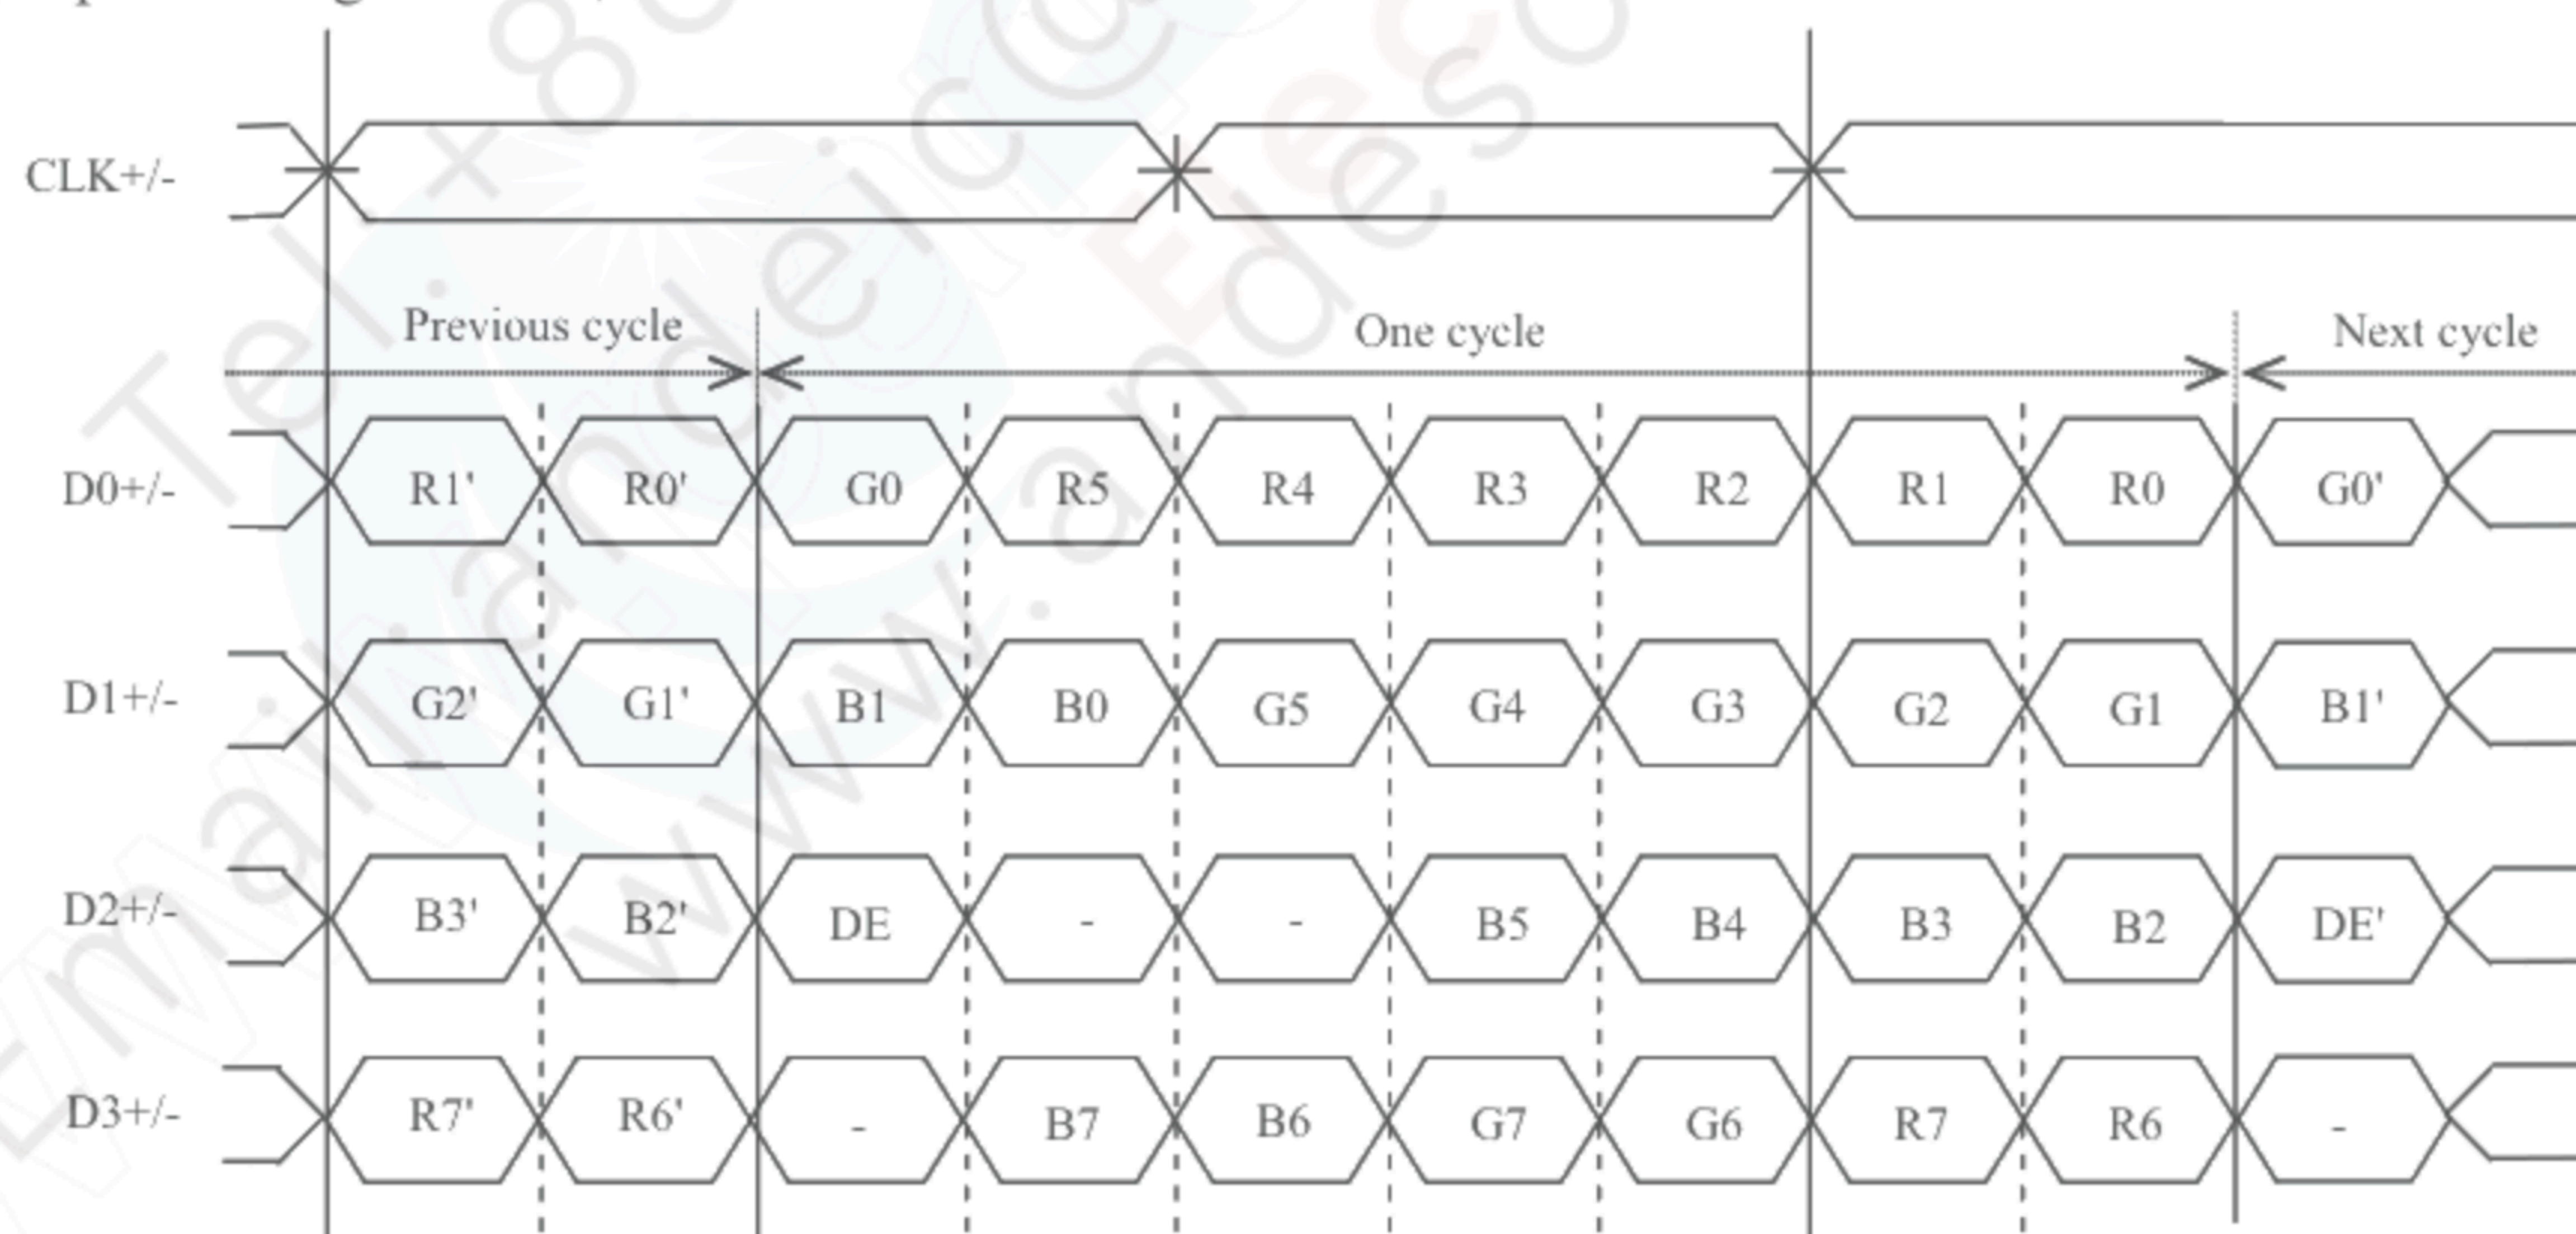 CLK+/-
Previous cycle One cycle Next cycle
D0+/- R1' R0' G0 R5 R4 R3 R2 R1 R0 G0'
D1+/- G2' G1' B1 B0 G5 G4 G3 G2 G1 B1'
D2+/- B3' B2' DE - - B5 B4 B3 B2 DE'
D3+/- R7' R6' - B7 B6 G7 G6 R7 R6 -